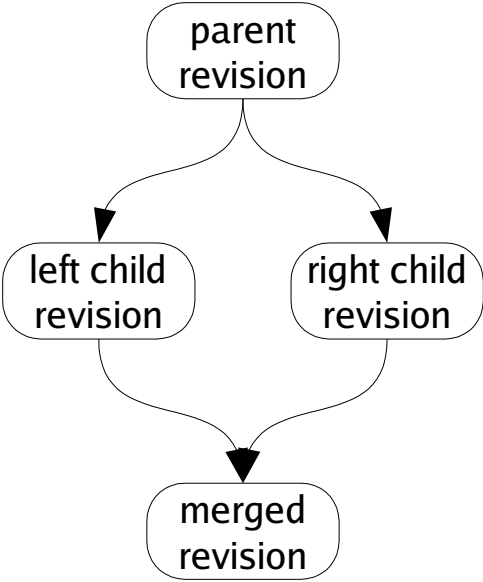 parent
revision
left child
revision
right child
revision
merged
revision